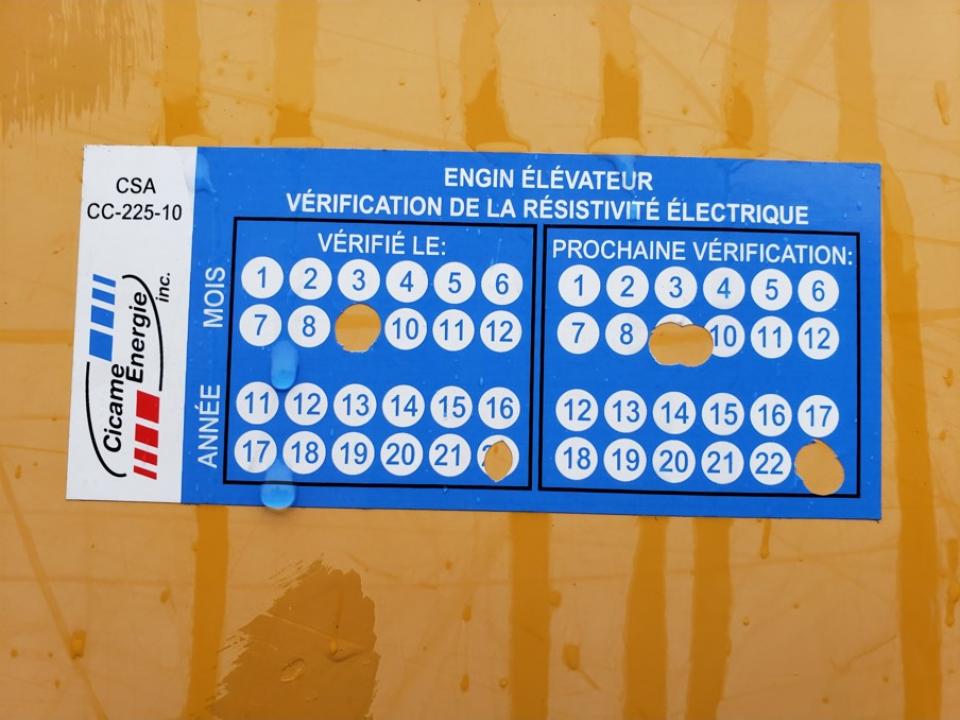 CSA
CC-225-10
Cicame
Energie
inc.
ENGIN ÉLÉVATEUR
VÉRIFICATION DE LA RÉSISTIVITÉ ÉLECTRIQUE
MOIS
ANNÉE
VÉRIFIÉ LE:
1 2 3 4 5 6
7 8 10 11 12
11 12 13 14 15 16
17 18 19 20 21
PROCHAINE VÉRIFICATION:
1 2 3 4 5 6
7 8 10 11 12
12 13 14 15 16 17
18 19 20 21 22